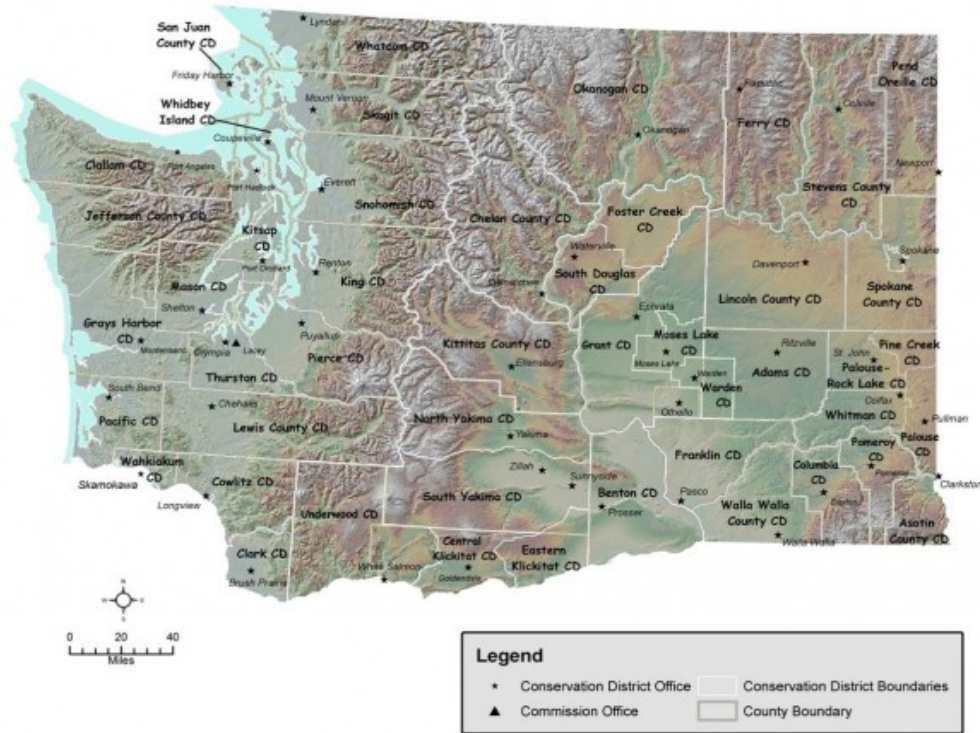 San Juan
County CD
Friday Harbor
Lynden
Whatcom CD
Whidbey
Island CD
Coupeville
Mount Vernon
Skagit CD
Okanogan CD
Okanogan
Republic
Ferry CD
Colville
Pend
Oreille CD
Newport
Stevens County
CD
Clallam CD
Port Angeles
Port Hadlock
Everett
Snohomish CD
Jefferson County CD
Kitsap
CD
Port Orchard
Chelan County CD
Foster Creek
CD
Waterville
South Douglas
CD
Renton
King CD
Mason CD
Shelton
Davenport
Lincoln County CD
Spokane
Spokane
County CD
Ephrata
Grays Harbor
CD
Montesano
Olympia
Lacey
Puyallup
Pierce CD
Thurston CD
Kittitas County CD
Ellensburg
Grant CD
Moses Lake
CD
Moses Lake
Warden
Warden
CD
Othello
Ritzville
Adams CD
St. John
Pine Creek
CD
Palouse-
Rock Lake CD
Colfax
Whitman CD
Pullman
South Bend
Pacific CD
Chehalis
Lewis County CD
North Yakima CD
Yakima
Franklin CD
Pomeroy
CD
Pomeroy
Palouse
CD
Clarkston
Wahkiakum
CD
Skamokawa
Cowlitz CD
Longview
Underwood CD
Zillah
South Yakima CD
Sunnyside
Benton CD
Prosser
Pasco
Columbia
CD
Dayton
Walla Walla
County CD
Walla Walla
Asotin
County CD
Clark CD
Brush Prairie
White Salmon
Central
Klickitat CD
Goldendale
Eastern
Klickitat CD
N
W
E
S
0 20 40
Miles
Legend
Conservation District Office
Conservation District Boundaries
Commission Office
County Boundary